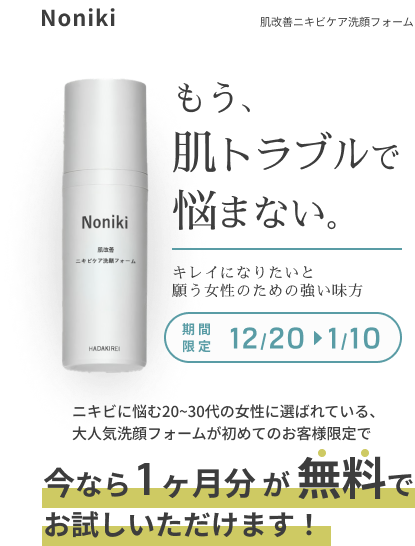 Noniki
肌改善ニキビケア洗顔フォーム
もう、
肌トラブルで
悩まない。
Noniki
肌改善
ニキビケア洗顔フォーム
HADAKIREI
キレイになりたいと
願う女性のための強い味方
期間
限定
12/20▶1/10
ニキビに悩む20~30代の女性に選ばれている、
大人気洗顔フォームが初めてのお客様限定で
今なら1ヶ月分が無料で
お試しいただけます！